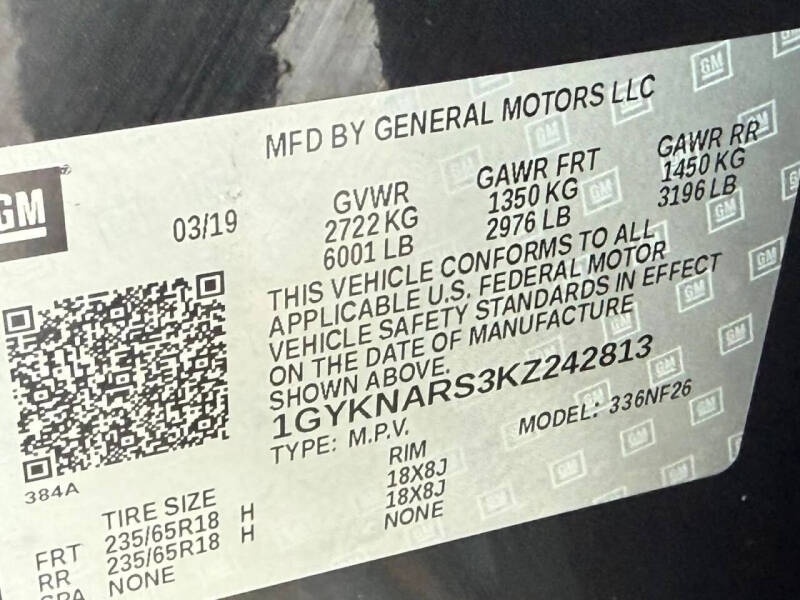 MFD BY GENERAL MOTORS LLC
GM
03/19
GVWR
2722 KG
6001 LB
GAWR FRT
1350 KG
2976 LB
GAWR RR
1450 KG
3196 LB
THIS VEHICLE CONFORMS TO ALL
APPLICABLE U.S. FEDERAL MOTOR
VEHICLE SAFETY STANDARDS IN EFFECT
ON THE DATE OF MANUFACTURE
SHOWN ABOVE.
1GYKNARS3KZ242813
TYPE: M.P.V. MODEL: 336NF26
384A
TIRE SIZE RIM
FRT 235/65R18 H 18X8J
RR 235/65R18 H 18X8J
SPA NONE NONE